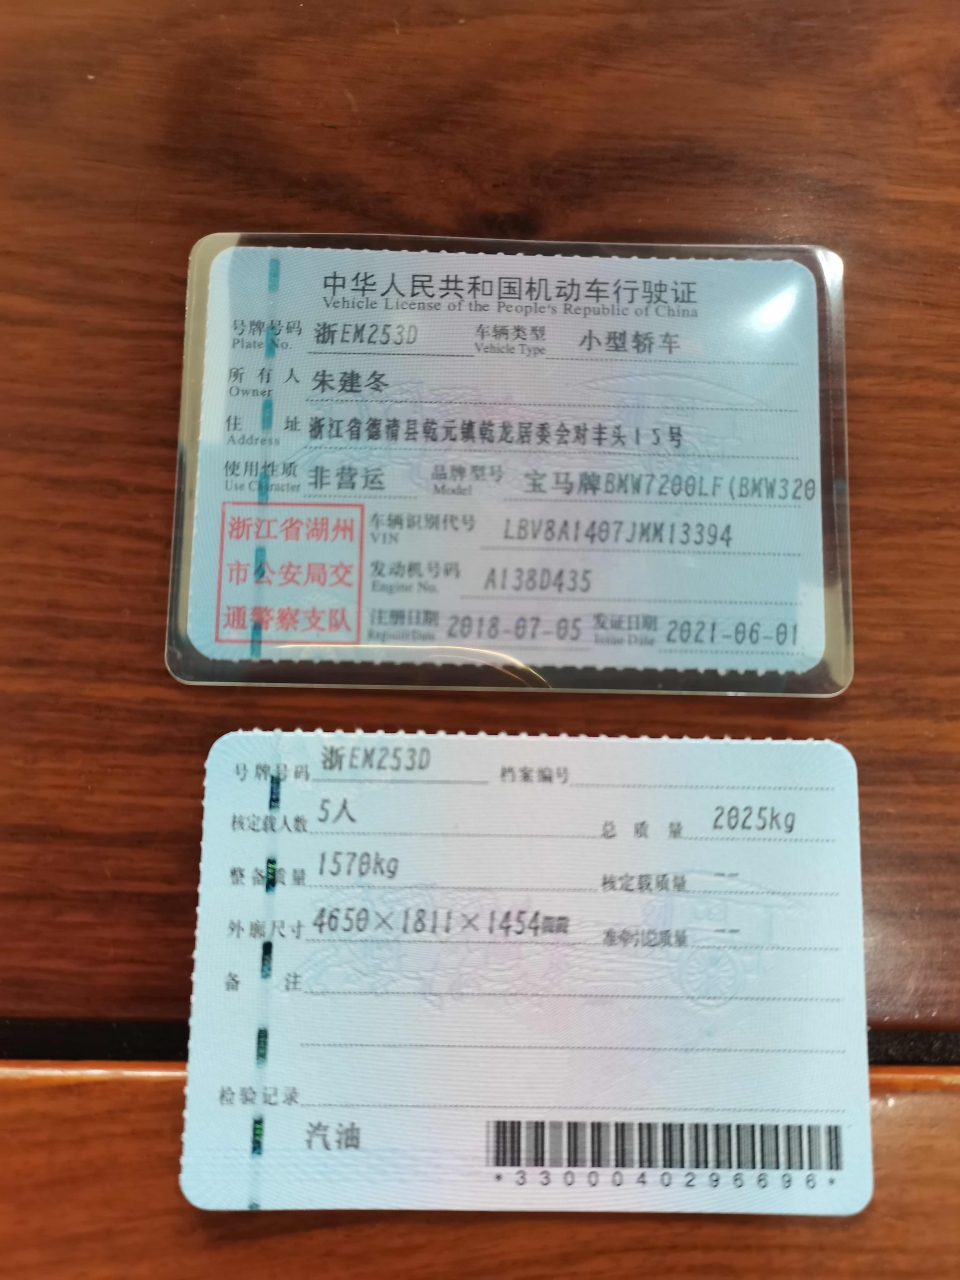 中华人民共和国机动车行驶证
Vehicle License of the People's Republic of China
号牌号码 浙EM253D 车辆类型 小型轿车
Plate No. Vehicle Type
所有人 朱建冬
Owner
住址 浙江省德清县乾元镇乾龙居委会对丰头15号
Address
使用性质 非营运 品牌型号 宝马牌BMW7200LF(BMW320
Use Character Model
浙江省湖州
市公安局交
通警察支队
车辆识别代号 LBV8A1407JMM13394
VIN
发动机号码 A138D435
Engine No.
注册日期 2018-07-05 发证日期 2021-06-01
Register Date Issue Date
号牌号码 浙EM253D 档案编号
核定载人数 5人 总质量 2025kg
整备质量 1570kg 核定载质量 --
外廓尺寸 4650×1811×1454mm 准牵引总质量 --
备注
检验记录
汽油
*3300040296696*